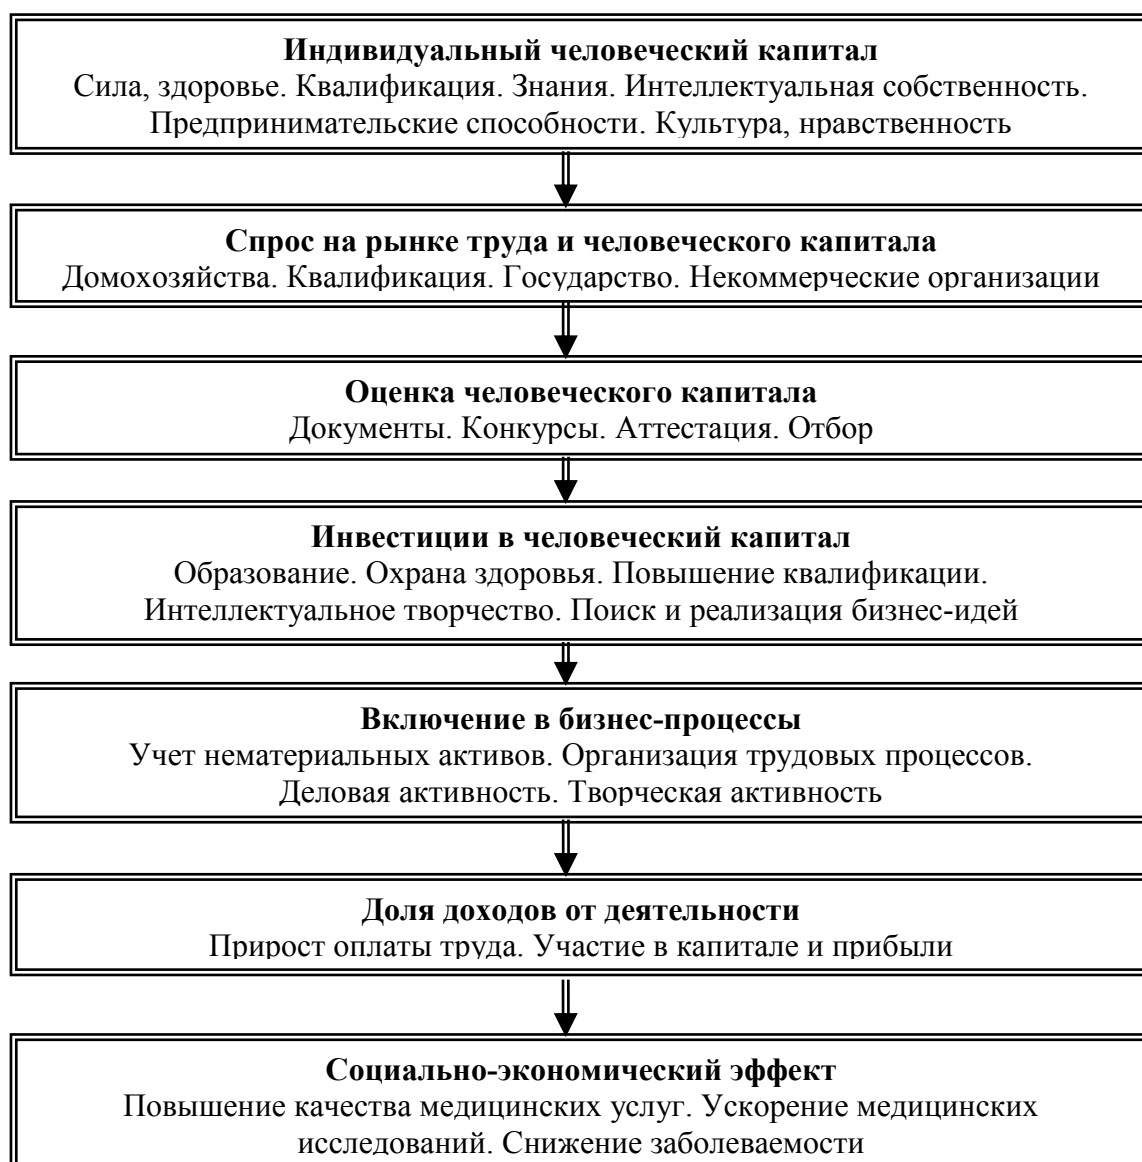 Индивидуальный человеческий капитал
Сила, здоровье. Квалификация. Знания. Интеллектуальная собственность.
Предпринимательские способности. Культура, нравственность
Спрос на рынке труда и человеческого капитала
Домохозяйства. Квалификация. Государство. Некоммерческие организации
Оценка человеческого капитала
Документы. Конкурсы. Аттестация. Отбор
Инвестиции в человеческий капитал
Образование. Охрана здоровья. Повышение квалификации.
Интеллектуальное творчество. Поиск и реализация бизнес-идей
Включение в бизнес-процессы
Учет нематериальных активов. Организация трудовых процессов.
Деловая активность. Творческая активность
Доля доходов от деятельности
Прирост оплаты труда. Участие в капитале и прибыли
Социально-экономический эффект
Повышение качества медицинских услуг. Ускорение медицинских
исследований. Снижение заболеваемости